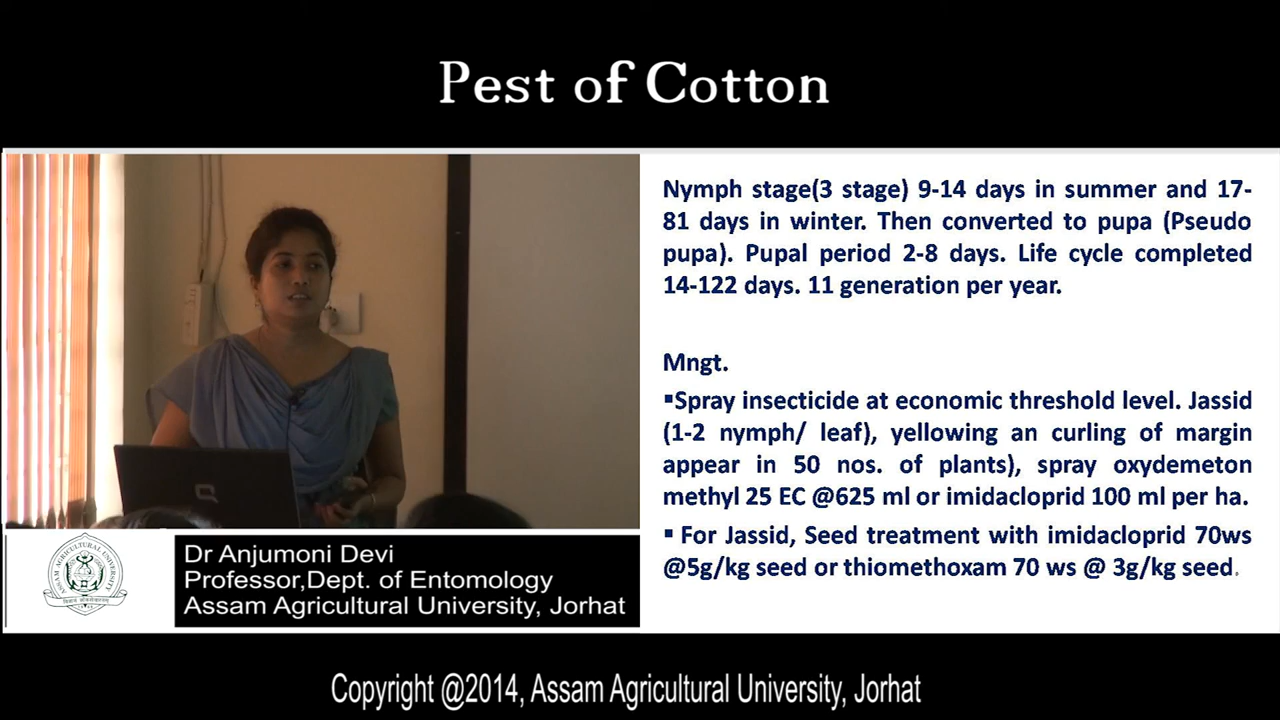 Pest of Cotton
Nymph stage(3 stage) 9-14 days in summer and 17-
81 days in winter. Then converted to pupa (Pseudo
pupa). Pupal period 2-8 days. Life cycle completed
14-122 days. 11 generation per year.
Mngt.
▪Spray insecticide at economic threshold level. Jassid
(1-2 nymph/ leaf), yellowing an curling of margin
appear in 50 nos. of plants), spray oxydemeton
methyl 25 EC @625 ml or imidacloprid 100 ml per ha.
▪ For Jassid, Seed treatment with imidacloprid 70ws
@5g/kg seed or thiomethoxam 70 ws @ 3g/kg seed.
ASSAM AGRICULTURAL UNIVERSITY
Dr Anjumoni Devi
Professor,Dept. of Entomology
Assam Agricultural University, Jorhat
Copyright @2014, Assam Agricultural University, Jorhat